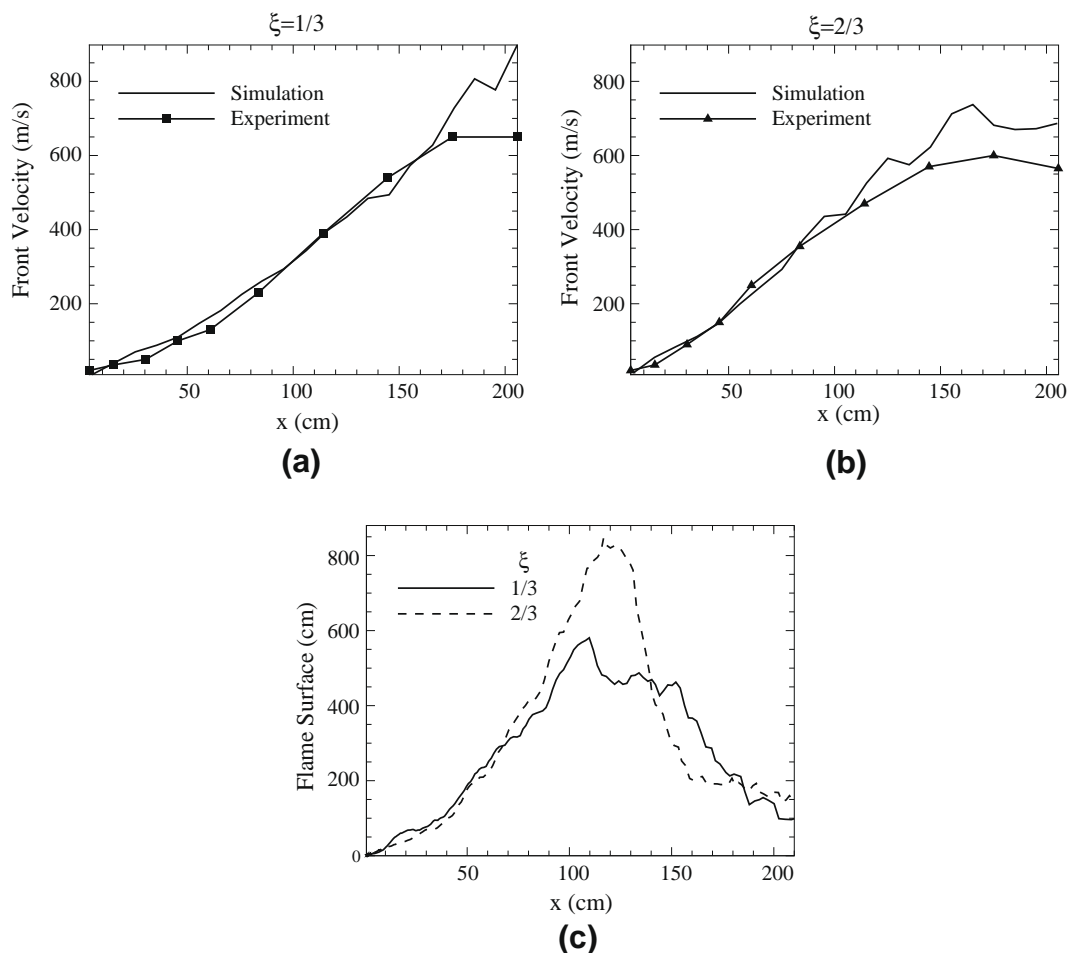 ξ=1/3
Front Velocity (m/s)
800
600
400
200
Simulation
Experiment
50
100
150
200
x (cm)
(a)
ξ=2/3
Front Velocity (m/s)
800
600
400
200
Simulation
Experiment
50
100
150
200
x (cm)
(b)
Flame Surface (cm)
800
600
400
200
0
ξ
1/3
2/3
50
100
150
200
x (cm)
(c)